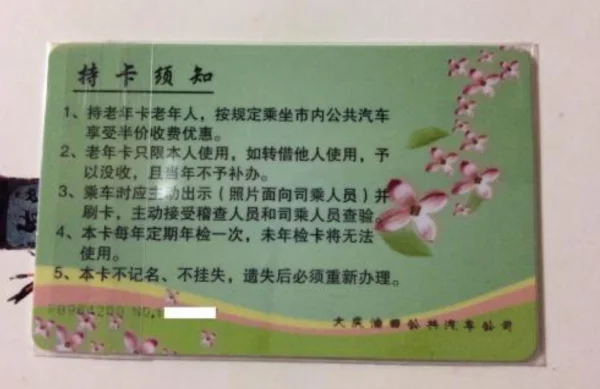 持卡须知
1、持老年卡老年人，按规定乘坐市内公共汽车
享受半价收费优惠。
2、老年卡只限本人使用，如转借他人使用，予
以没收，且当年不予补办。
3、乘车时应主动出示（照片面向司乘人员）并
刷卡，主动接受稽查人员和司乘人员查验
4、本卡每年定期年检一次，未年检卡将无法
使用。
5、本卡不记名、不挂失，遗失后必须重新办理。
NO.
大庆油田公共汽车公司